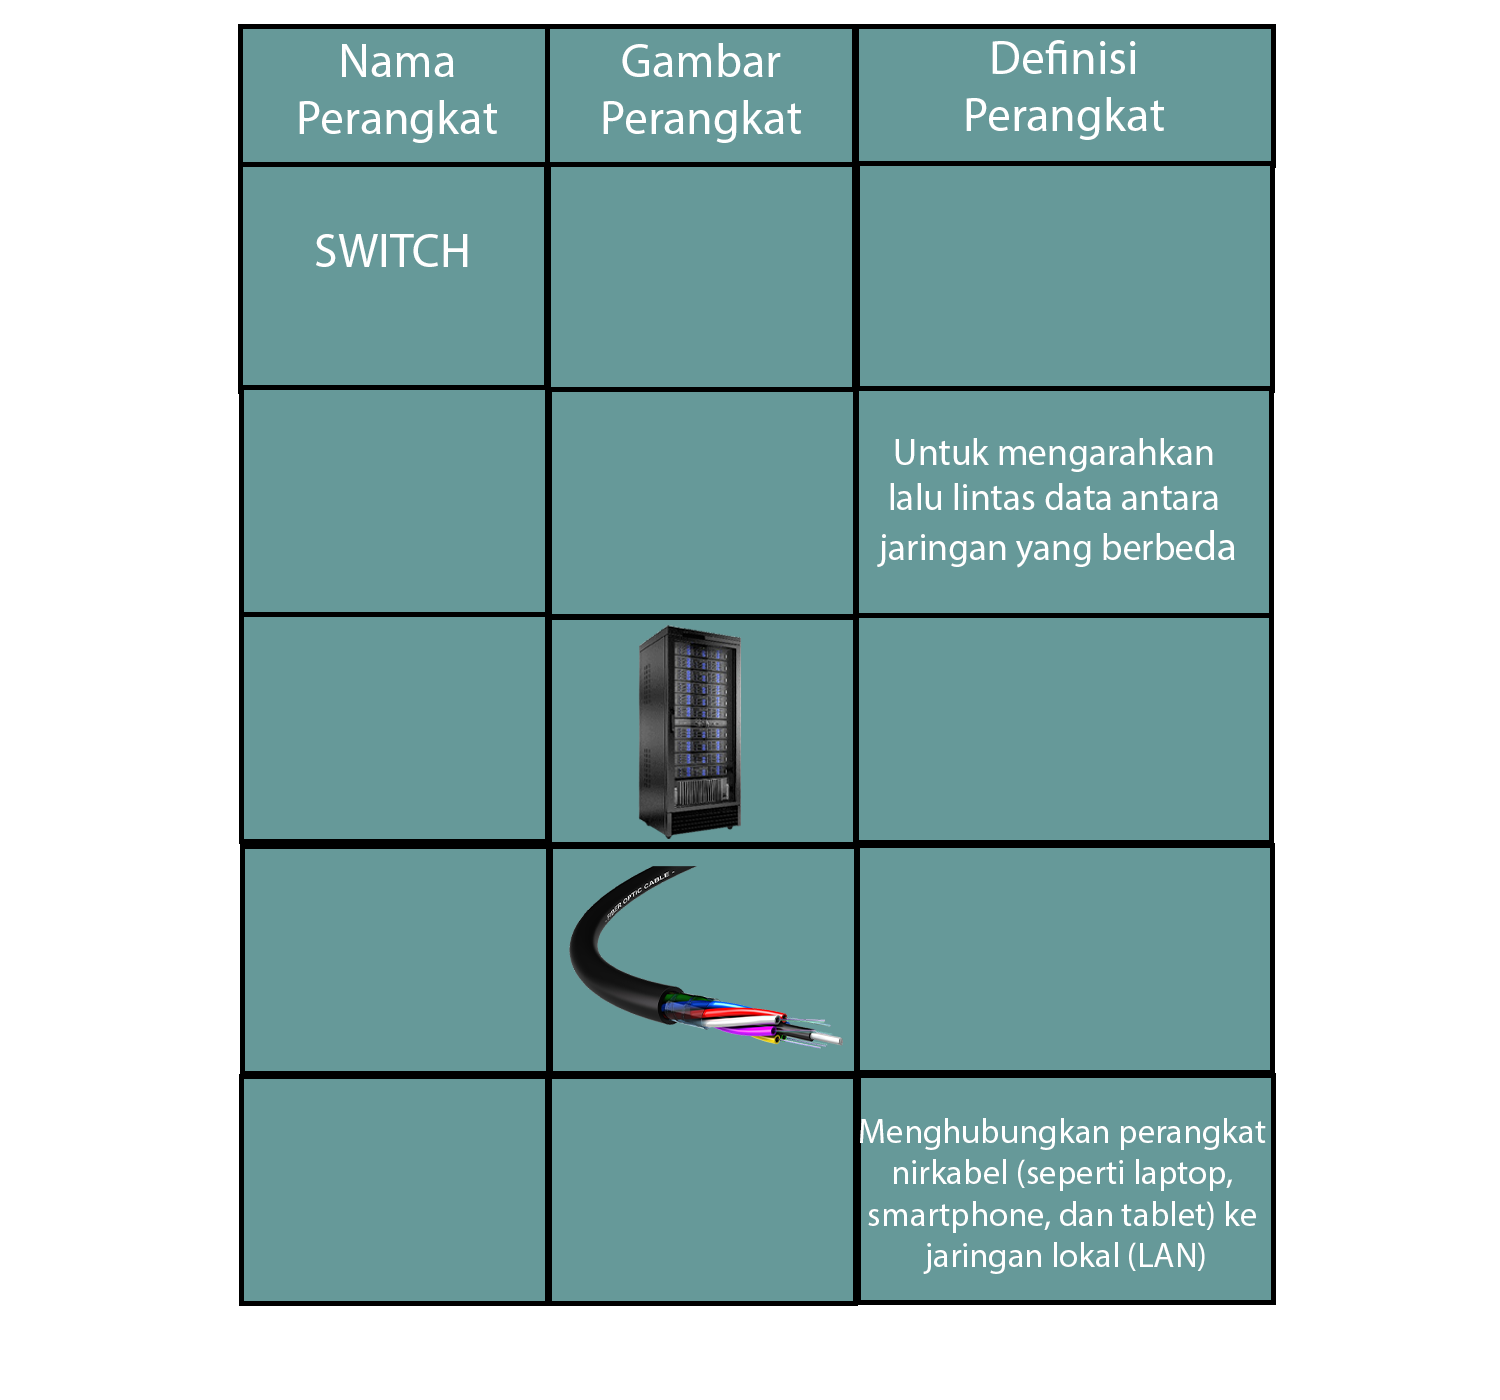 Nama
Perangkat
Gambar
Perangkat
Definisi
Perangkat
SWITCH
Untuk mengarahkan
lalu lintas data antara
jaringan yang berbeda
FIBER OPTIC CABLE -
Menghubungkan perangkat
nirkabel (seperti laptop,
smartphone, dan tablet) ke
jaringan lokal (LAN)